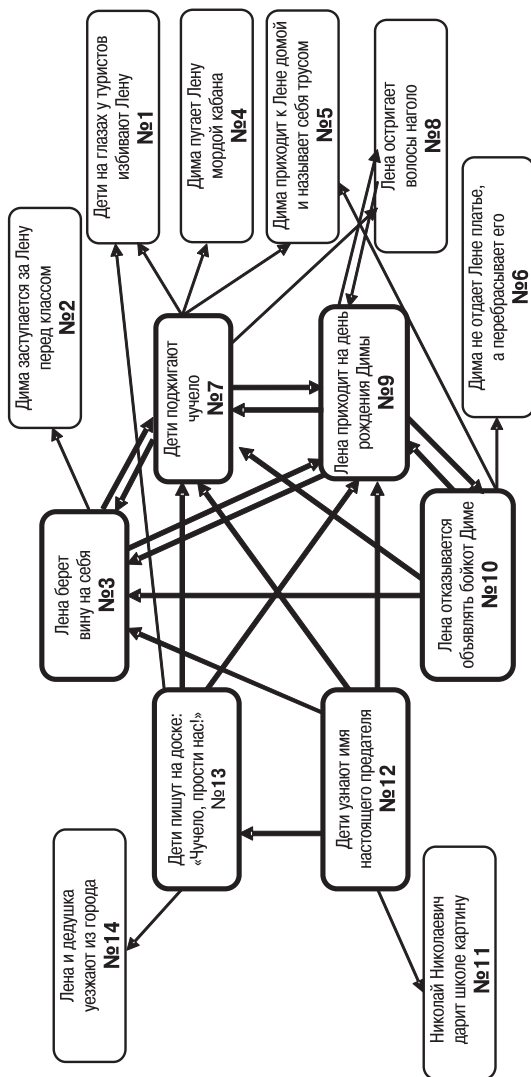 Дима заступается за Лену
перед классом
№2
Дети на глазах у туристов
избивают Лену
№1
Дима пугает Лену
мордой кабана
№4
Дима приходит к Лене домой
и называет себя трусом
№5
Лена остригает
волосы наголо
№8
Дима не отдает Лене платье,
а перебрасывает его
№6
Лена берет
вину на себя
№3
Дети поджигают
чучело
№7
Лена приходит на день
рождения Димы
№9
Лена отказывается
объявлять бойкот Диме
№10
Дети пишут на доске:
«Чучело, прости нас!»
№13
Дети узнают имя
настоящего предателя
№12
Лена и дедушка
уезжают из города
№14
Николай Николаевич
дарит школе картину
№11